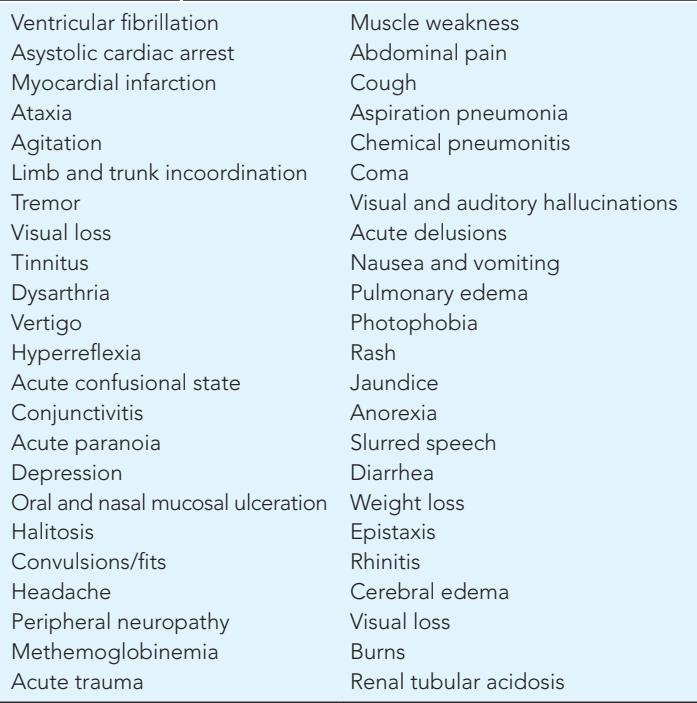 Ventricular fibrillation
Asystolic cardiac arrest
Myocardial infarction
Ataxia
Agitation
Limb and trunk incoordination
Tremor
Visual loss
Tinnitus
Dysarthria
Vertigo
Hyperreflexia
Acute confusional state
Conjunctivitis
Acute paranoia
Depression
Oral and nasal mucosal ulceration
Halitosis
Convulsions/fits
Headache
Peripheral neuropathy
Methemoglobinemia
Acute trauma
Muscle weakness
Abdominal pain
Cough
Aspiration pneumonia
Chemical pneumonitis
Coma
Visual and auditory hallucinations
Acute delusions
Nausea and vomiting
Pulmonary edema
Photophobia
Rash
Jaundice
Anorexia
Slurred speech
Diarrhea
Weight loss
Epistaxis
Rhinitis
Cerebral edema
Visual loss
Burns
Renal tubular acidosis